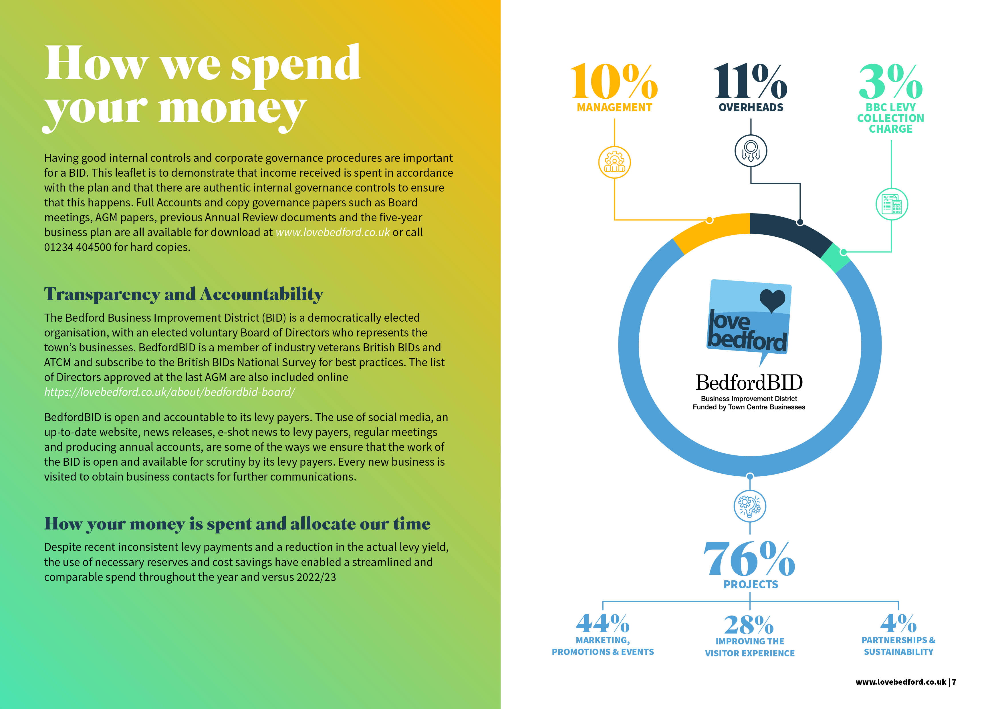 How we spend
your money
Having good internal controls and corporate governance procedures are important
for a BID. This leaflet is to demonstrate that income received is spent in accordance
with the plan and that there are authentic internal governance controls to ensure
that this happens. Full Accounts and copy governance papers such as Board
meetings, AGM papers, previous Annual Review documents and the five-year
business plan are all available for download at www.lovebedford.co.uk or call
01234 404500 for hard copies.
Transparency and Accountability
The Bedford Business Improvement District (BID) is a democratically elected
organisation, with an elected voluntary Board of Directors who represents the
town’s businesses. BedfordBID is a member of industry veterans British BIDs and
ATCM and subscribe to the British BIDs National Survey for best practices. The list
of Directors approved at the last AGM are also included online
https://lovebedford.co.uk/about/bedfordbid-board/
BedfordBID is open and accountable to its levy payers. The use of social media, an
up-to-date website, news releases, e-shot news to levy payers, regular meetings
and producing annual accounts, are some of the ways we ensure that the work of
the BID is open and available for scrutiny by its levy payers. Every new business is
visited to obtain business contacts for further communications.
How your money is spent and allocate our time
Despite recent inconsistent levy payments and a reduction in the actual levy yield,
the use of necessary reserves and cost savings have enabled a streamlined and
comparable spend throughout the year and versus 2022/23
10%
MANAGEMENT
11%
OVERHEADS
3%
BBC LEVY
COLLECTION
CHARGE
love
bedford
BedfordBID
Business Improvement District
Funded by Town Centre Businesses
76%
PROJECTS
44%
MARKETING,
PROMOTIONS & EVENTS
28%
IMPROVING THE
VISITOR EXPERIENCE
4%
PARTNERSHIPS &
SUSTAINABILITY
www.lovebedford.co.uk | 7